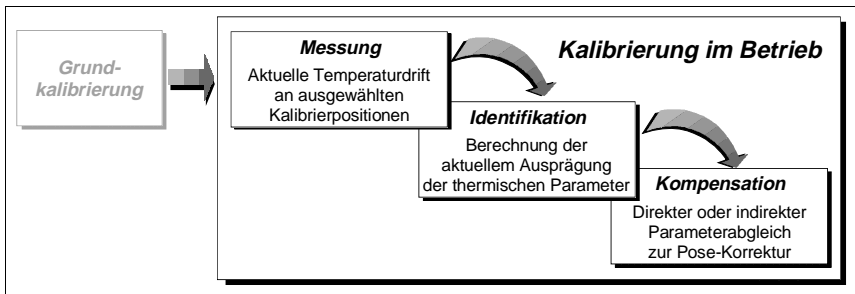 Grund-
kalibrierung
Kalibrierung im Betrieb
Messung
Aktuelle Temperaturdrift
an ausgewählten
Kalibrierpositionen
Identifikation
Berechnung der
aktuellem Ausprägung
der thermischen Parameter
Kompensation
Direkter oder indirekter
Parameterabgleich
zur Pose-Korrektur